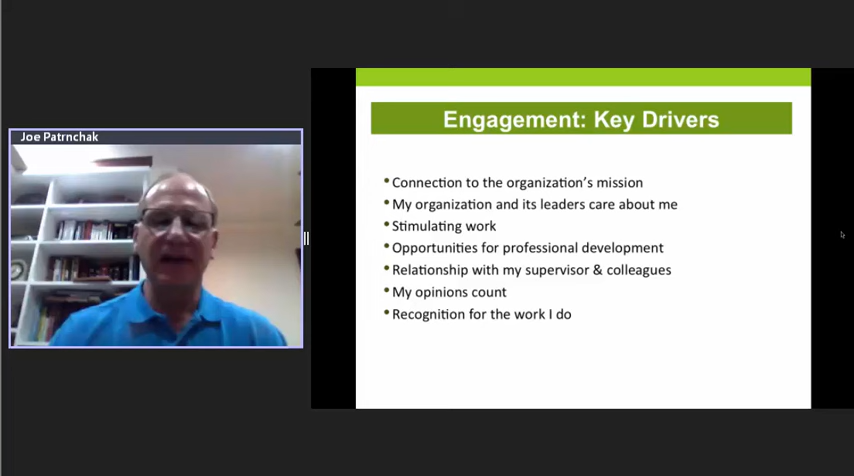 Joe Patrnchak
Engagement: Key Drivers
• Connection to the organization's mission
• My organization and its leaders care about me
• Stimulating work
• Opportunities for professional development
• Relationship with my supervisor & colleagues
• My opinions count
• Recognition for the work I do